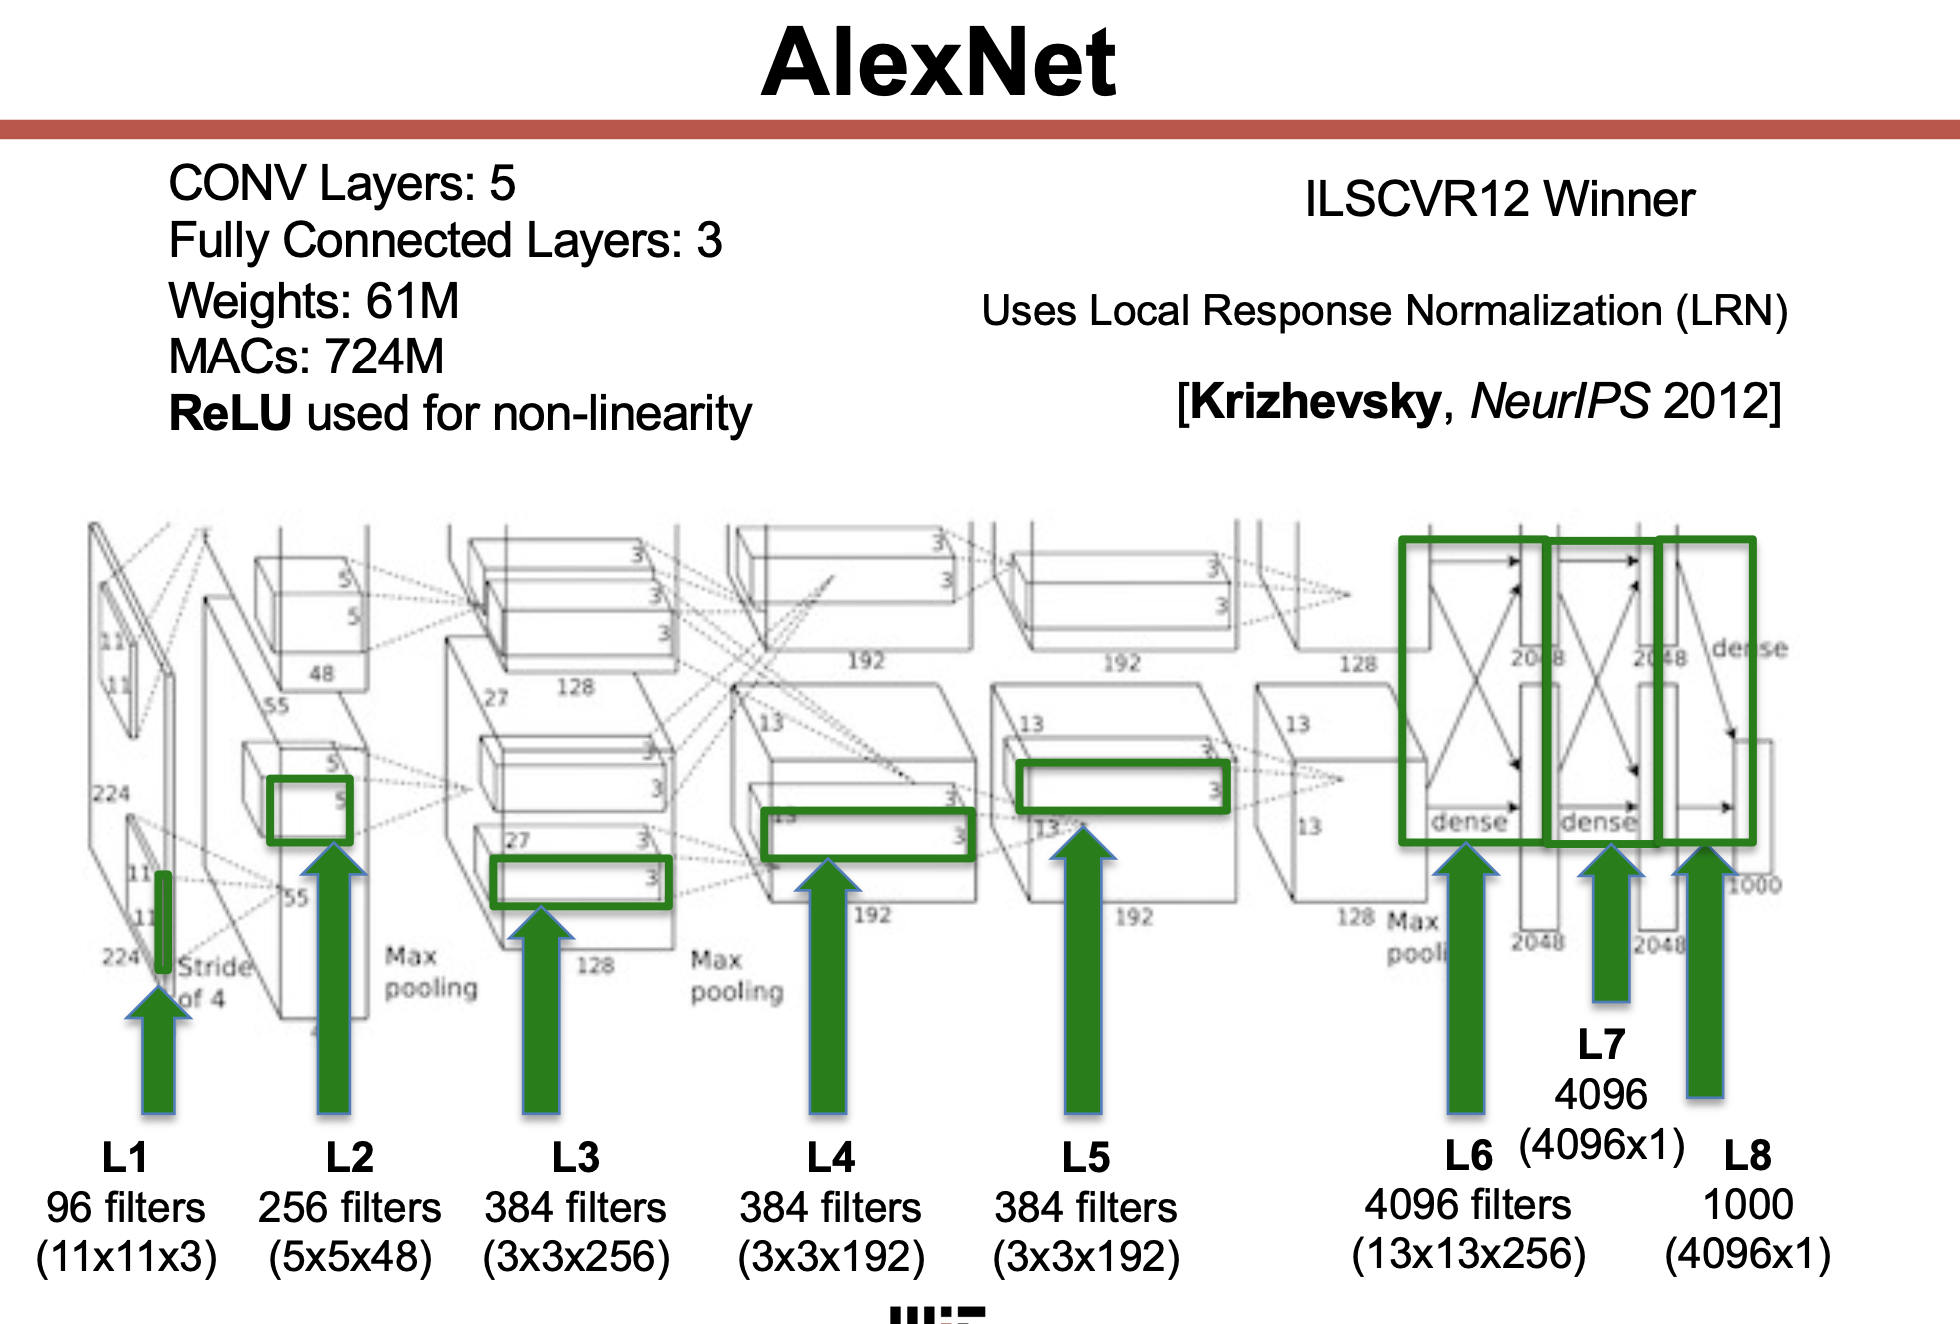 AlexNet
CONV Layers: 5
Fully Connected Layers: 3
Weights: 61M
MACs: 724M
ReLU used for non-linearity
ILSCVR12 Winner
Uses Local Response Normalization (LRN)
[Krizhevsky, NeurIPS 2012]
11
11
224
11
11
224
Stride
of 4
5
5
48
55
5
5
55
Max
pooling
3
3
3
3
128
27
3
3
27
3
3
128
Max
pooling
3
3
192
13
3
13
3
192
3
3
192
13
3
3
13
192
128
13
13
128
Max
pooli
2048
2048
dense
dense
dense
1000
2048
2048
L1
96 filters
(11x11x3)
L2
256 filters
(5x5x48)
L3
384 filters
(3x3x256)
L4
384 filters
(3x3x192)
L5
384 filters
(3x3x192)
L6
4096 filters
(13x13x256)
L7
4096
(4096x1)
L8
1000
(4096x1)